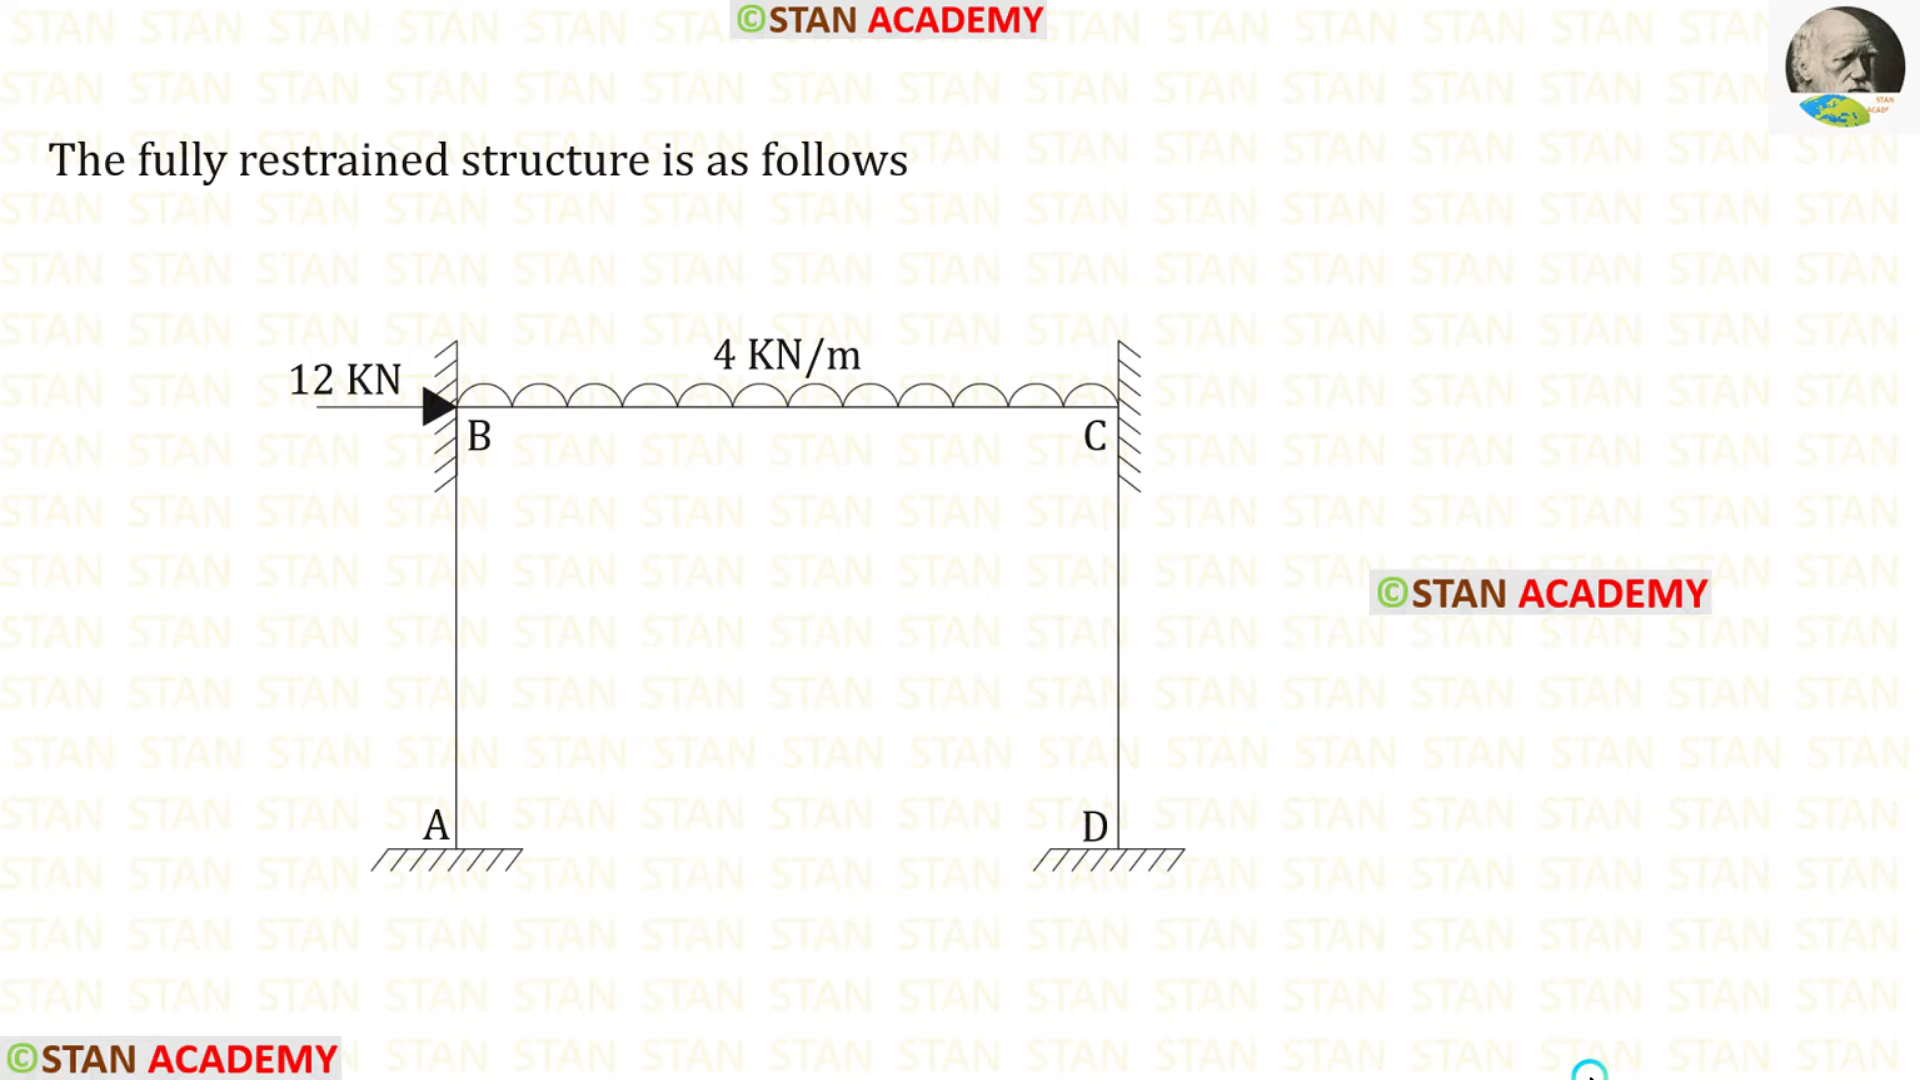 ©STAN ACADEMY
The fully restrained structure is as follows
4 KN/m
12 KN
B
C
©STAN ACADEMY
A
D
©STAN ACADEMY